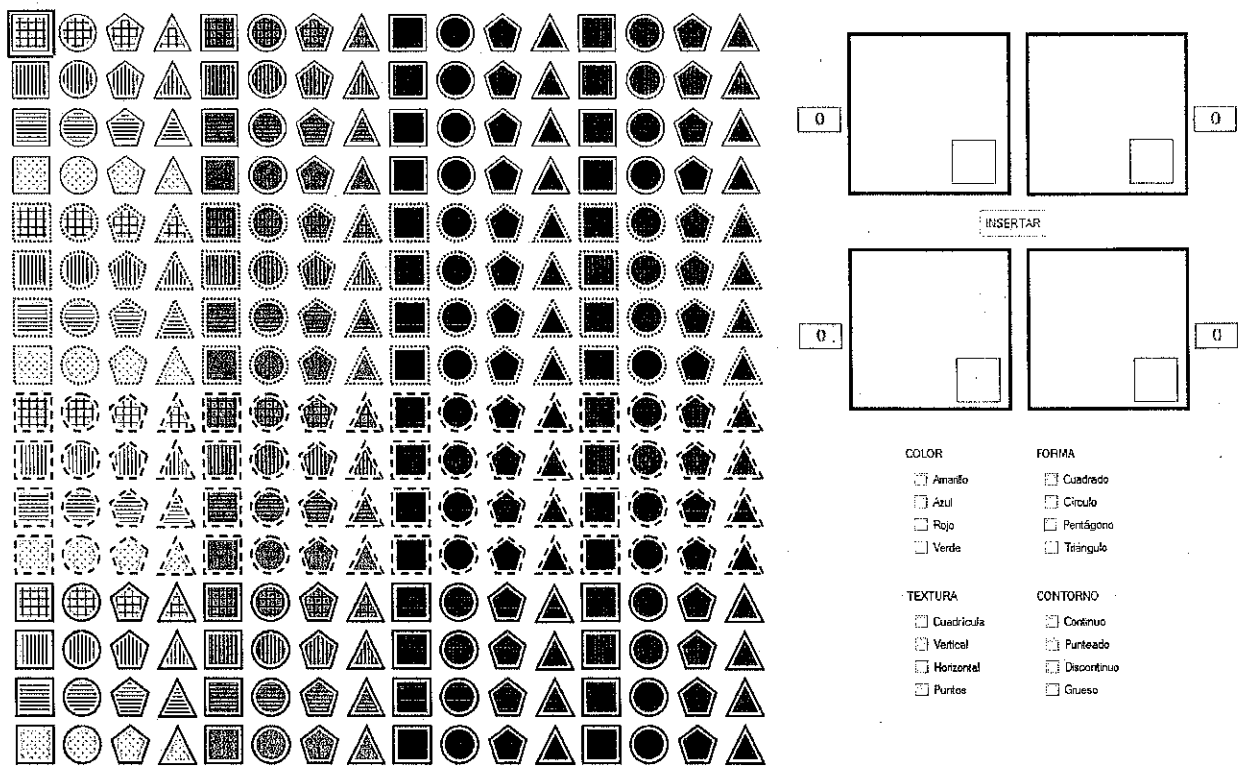 0
0
INSERTAR
0
0
COLOR
Amarillo
Azul
Rojo
Verde
FORMA
Cuadrado
Círculo
Pentágono
Triángulo
TEXTURA
Cuadrícula
Vertical
Horizontal
Puntos
CONTORNO
Continuo
Punteado
Discontinuo
Grueso